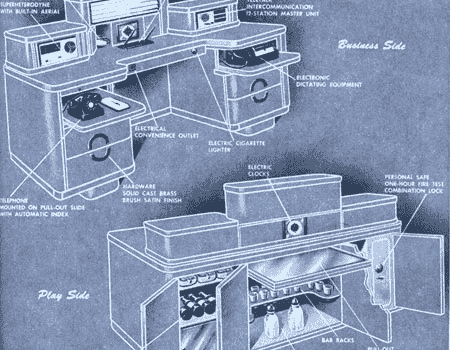 SUPERHETERODYNE
WITH BUILT-IN AERIAL
INTERCOMMUNICATION
12-STATION MASTER UNIT
Business Side
ELECTRONIC
DICTATING EQUIPMENT
ELECTRICAL
CONVENIENCE OUTLET
ELECTRIC CIGARETTE
LIGHTER
HARDWARE
SOLID CAST BRASS
BRUSH SATIN FINISH
TELEPHONE
MOUNTED ON PULL-OUT SLIDE
WITH AUTOMATIC INDEX
ELECTRIC
CLOCKS
PERSONAL SAFE
ONE-HOUR FIRE TEST
COMBINATION LOCK
Play Side
BAR RACKS
PULL-OUT